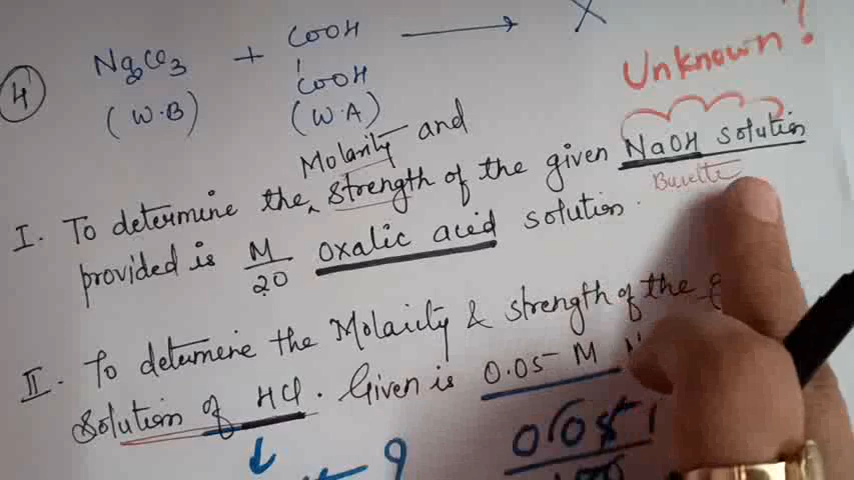 ④ Na2CO3 + COOH ⟶ X
COOH
(W.B) (W.A)
Unknown?
Molarity and
I. To determine the ^ strength of the given NaOH solution
Burette
provided is M/20 oxalic acid solution.
II. To determine the Molarity & strength of the
Solution of HCl. Given is 0.05 M